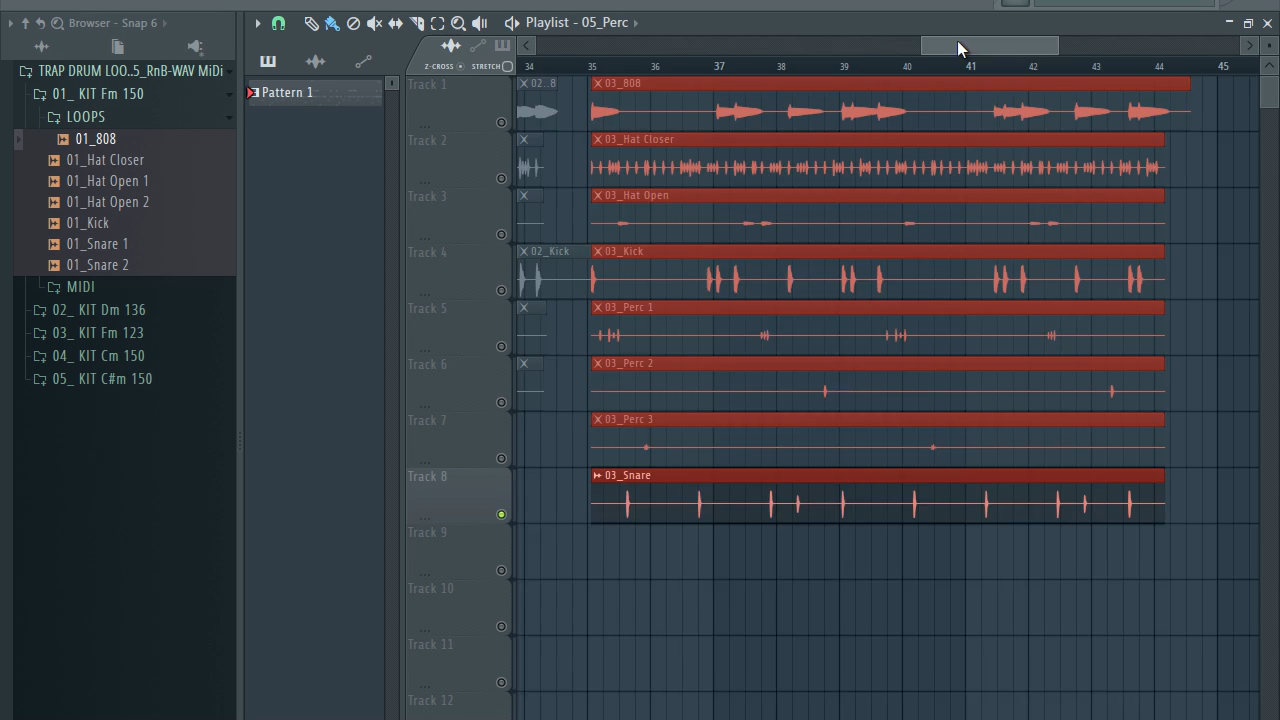 Browser - Snap 6
Playlist - 05_Perc
TRAP DRUM LOO..5_RnB-WAV MiDi
01_ KIT Fm 150
LOOPS
01_808
01_Hat Closer
01_Hat Open 1
01_Hat Open 2
01_Kick
01_Snare 1
01_Snare 2
MIDI
02_ KIT Dm 136
03_ KIT Fm 123
04_ KIT Cm 150
05_ KIT C#m 150
Pattern 1
Z-CROSS
STRETCH
34 35 36 37 38 39 40 41 42 43 44 45
Track 1
02..8
03_808
Track 2
03_Hat Closer
Track 3
03_Hat Open
Track 4
02_Kick
03_Kick
Track 5
03_Perc 1
Track 6
03_Perc 2
Track 7
03_Perc 3
Track 8
03_Snare
Track 9
Track 10
Track 11
Track 12